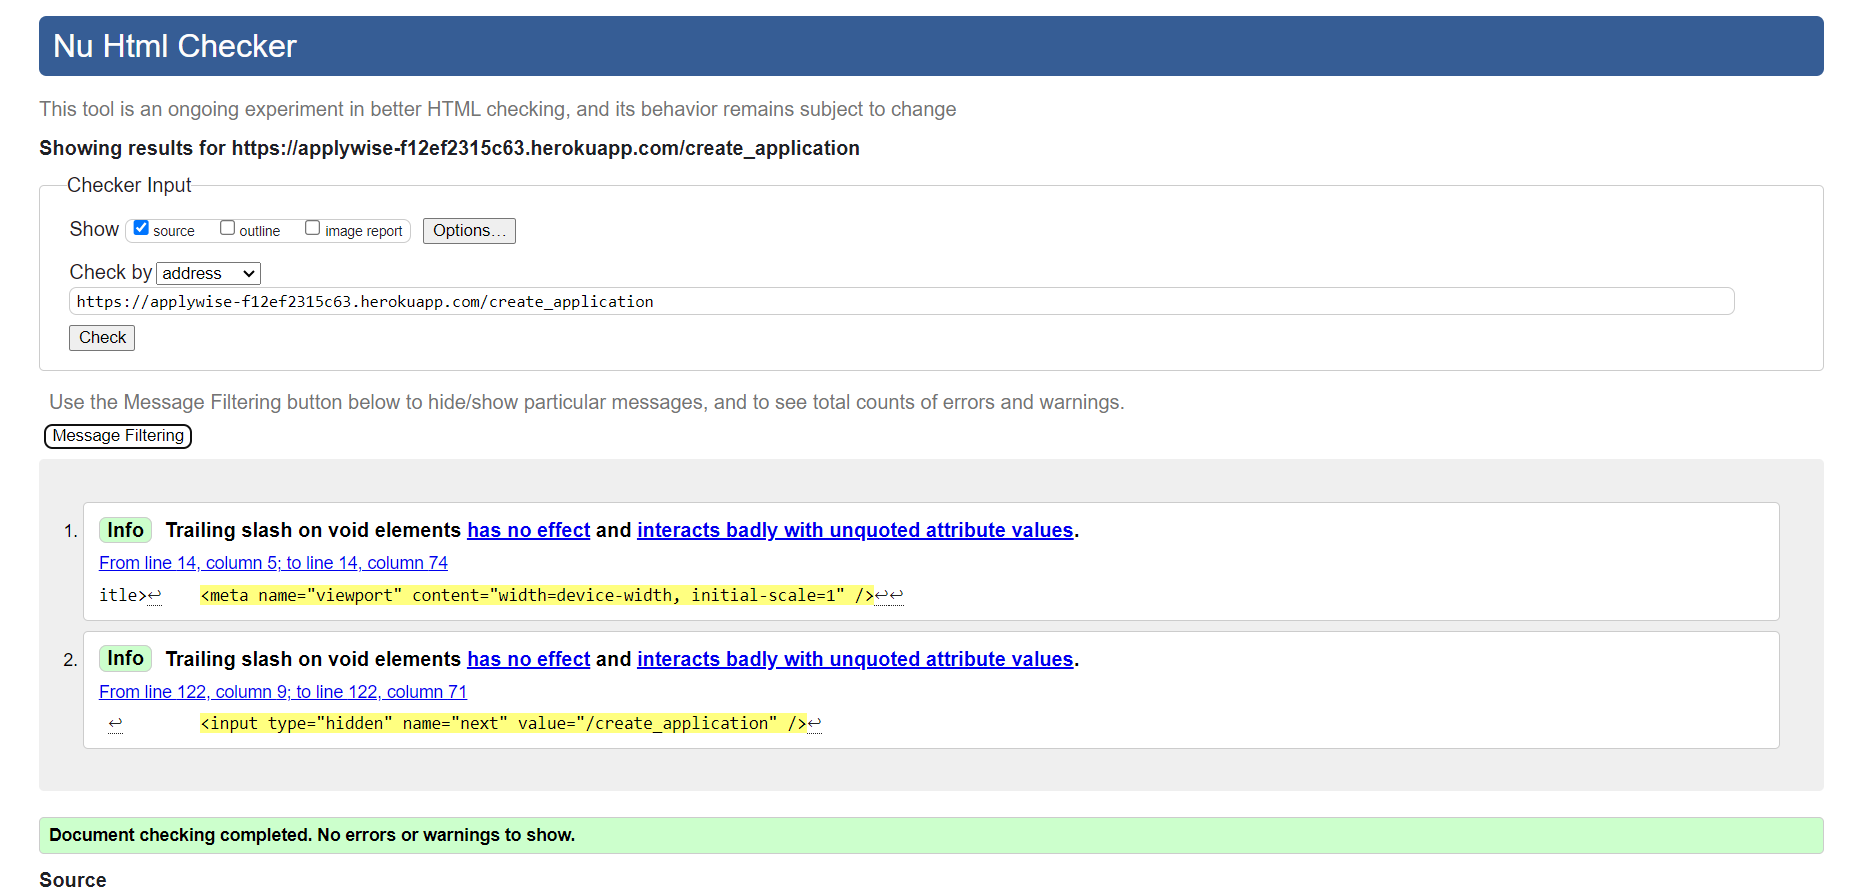 Nu Html Checker
This tool is an ongoing experiment in better HTML checking, and its behavior remains subject to change
Showing results for https://applywise-f12ef2315c63.herokuapp.com/create_application
Checker Input
Show source outline image report Options...
Check by address
https://applywise-f12ef2315c63.herokuapp.com/create_application
Check
Use the Message Filtering button below to hide/show particular messages, and to see total counts of errors and warnings.
Message Filtering
1. Info Trailing slash on void elements has no effect and interacts badly with unquoted attribute values.
From line 14, column 5; to line 14, column 74
itle>↩ <meta name="viewport" content="width=device-width, initial-scale=1" />↩↩
2. Info Trailing slash on void elements has no effect and interacts badly with unquoted attribute values.
From line 122, column 9; to line 122, column 71
↩ <input type="hidden" name="next" value="/create_application" />↩
Document checking completed. No errors or warnings to show.
Source